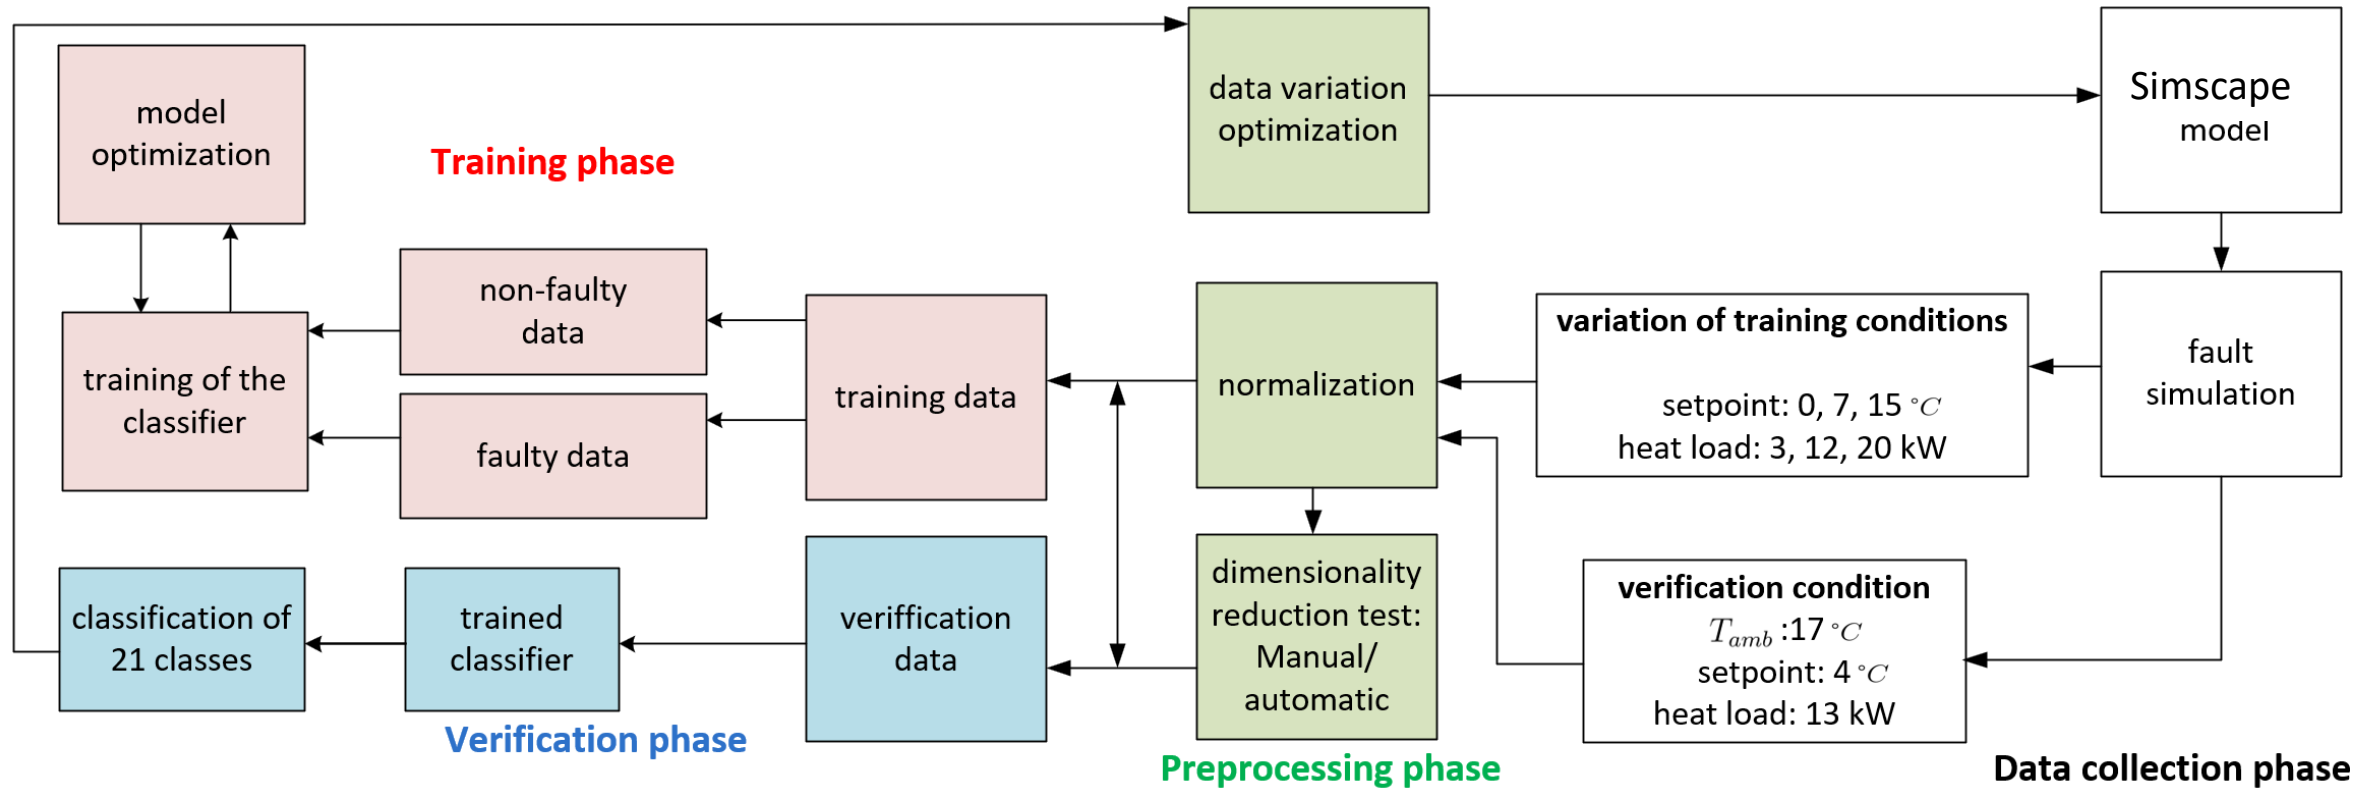 model
optimization
Training phase
data variation
optimization
Simscape
model
non-faulty
data
faulty data
training of the
classifier
training data
normalization
variation of training conditions
setpoint: 0, 7, 15 °C
heat load: 3, 12, 20 kW
fault
simulation
classification of
21 classes
trained
classifier
veriffication
data
dimensionality
reduction test:
Manual/
automatic
verification condition
T_amb :17 °C
setpoint: 4 °C
heat load: 13 kW
Verification phase
Preprocessing phase
Data collection phase